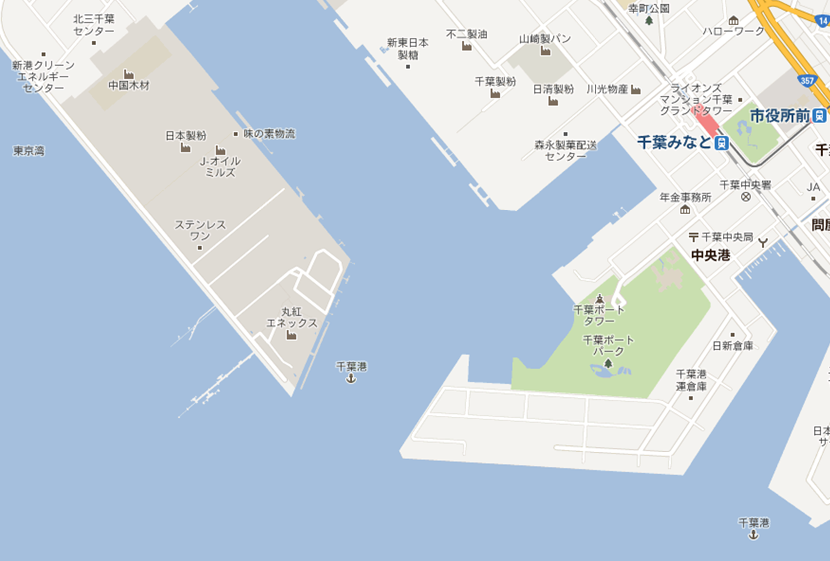 幸町公園
14
北三千葉
センター
ハローワーク
不二製油
山崎製パン
新東日本
製糖
新港クリーン
エネルギー
センター
中国木材
千葉製粉
日清製粉
川光物産
ライオンズ
マンション千葉
グランドタワー
357
市役所前
日本製粉
味の素物流
千葉みなと
森永製菓配送
センター
東京湾
J-オイル
ミルズ
千葉中央署
JA
年金事務所
ステンレス
ワン
千葉中央局
問屋
中央港
丸紅
エネックス
千葉ポート
タワー
千葉ポート
パーク
日新倉庫
千葉港
千葉港
運倉庫
千葉港